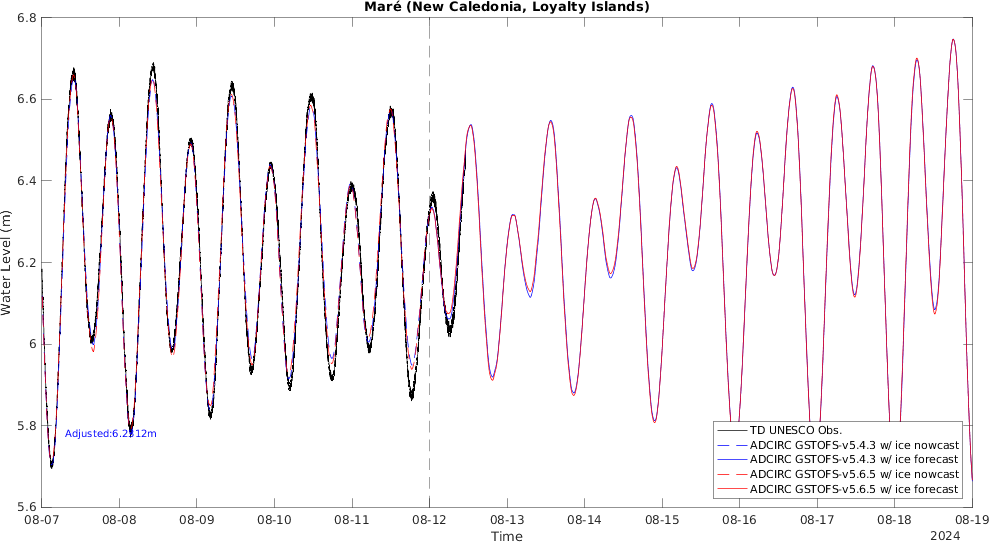 Maré (New Caledonia, Loyalty Islands)
6.8
6.6
6.4
6.2
6
5.8
5.6
Water Level (m)
Adjusted:6.2312m
TD UNESCO Obs.
ADCIRC GSTOFS-v5.4.3 w/ ice nowcast
ADCIRC GSTOFS-v5.4.3 w/ ice forecast
ADCIRC GSTOFS-v5.6.5 w/ ice nowcast
ADCIRC GSTOFS-v5.6.5 w/ ice forecast
08-07 08-08 08-09 08-10 08-11 08-12 08-13 08-14 08-15 08-16 08-17 08-18 08-19
Time
2024